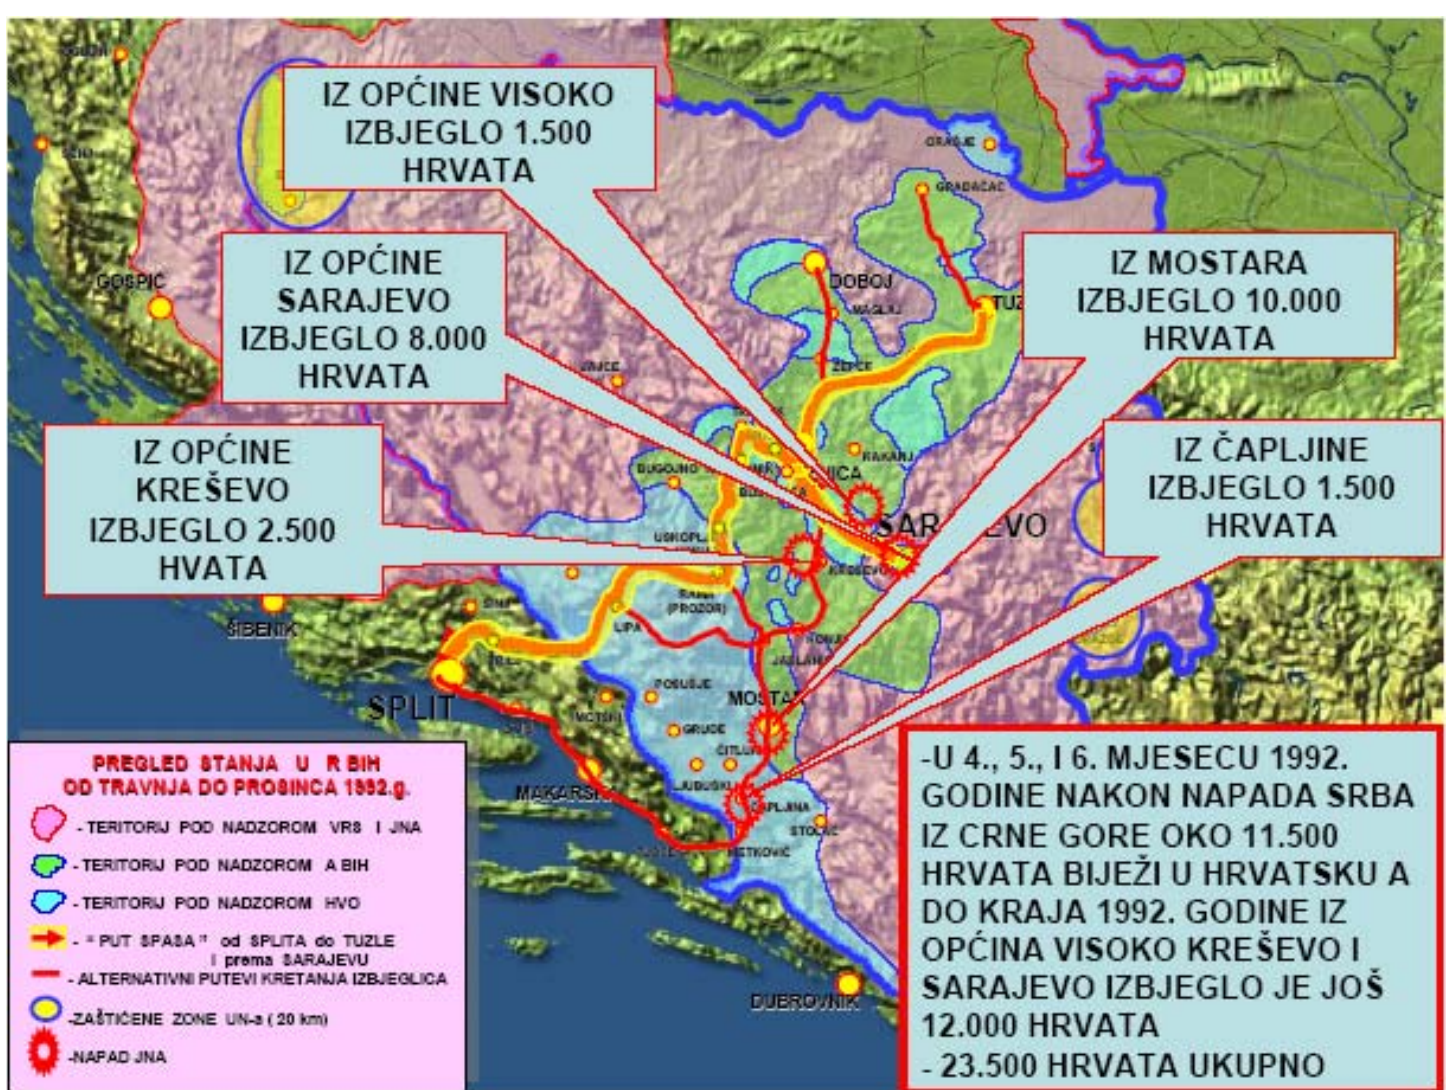 IZ OPĆINE VISOKO
IZBJEGLO 1.500
HRVATA
ORAŠJE
GRADAČAC
IZ OPĆINE
SARAJEVO
IZBJEGLO 8.000
HRVATA
IZ MOSTARA
IZBJEGLO 10.000
HRVATA
GOSPIĆ
DOBOJ
MAGLAJ
ŽEPČE
JAJCE
IZ OPĆINE
KREŠEVO
IZBJEGLO 2.500
HVATA
IZ ČAPLJINE
IZBJEGLO 1.500
HRVATA
BUGOJNO
KAKANJ
KREŠEVO
RAMA
(PROZOR)
ŠIBENIK
LIPA
MOSTAR
POSUŠJE
SPLIT
GRUDE
LJUBUŠKI
MAKARSKA
ČAPLJINA
STOLAC
METKOVIĆ
DUBROVNIK
PREGLED STANJA U R BIH
OD TRAVNJA DO PROSINCA 1992.g.
- TERITORIJ POD NADZOROM VRS I JNA
- TERITORIJ POD NADZOROM A BIH
- TERITORIJ POD NADZOROM HVO
- " PUT SPASA " od SPLITA do TUZLE
I prema SARAJEVU
- ALTERNATIVNI PUTEVI KRETANJA IZBJEGLICA
-ZAŠTIĆENE ZONE UN-a ( 20 km)
-NAPAD JNA
-U 4., 5., I 6. MJESECU 1992.
GODINE NAKON NAPADA SRBA
IZ CRNE GORE OKO 11.500
HRVATA BIJEŽI U HRVATSKU A
DO KRAJA 1992. GODINE IZ
OPĆINA VISOKO KREŠEVO I
SARAJEVO IZBJEGLO JE JOŠ
12.000 HRVATA
- 23.500 HRVATA UKUPNO